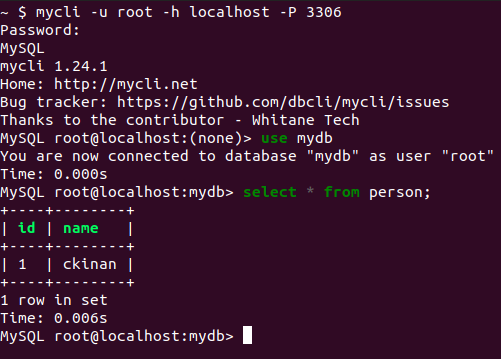 ~ $ mycli -u root -h localhost -P 3306
Password:
MySQL
mycli 1.24.1
Home: http://mycli.net
Bug tracker: https://github.com/dbcli/mycli/issues
Thanks to the contributor - Whitane Tech
MySQL root@localhost:(none)> use mydb
You are now connected to database "mydb" as user "root"
Time: 0.000s
MySQL root@localhost:mydb> select * from person;
+----+--------+
| id | name   |
+----+--------+
| 1  | ckinan |
+----+--------+
1 row in set
Time: 0.006s
MySQL root@localhost:mydb>